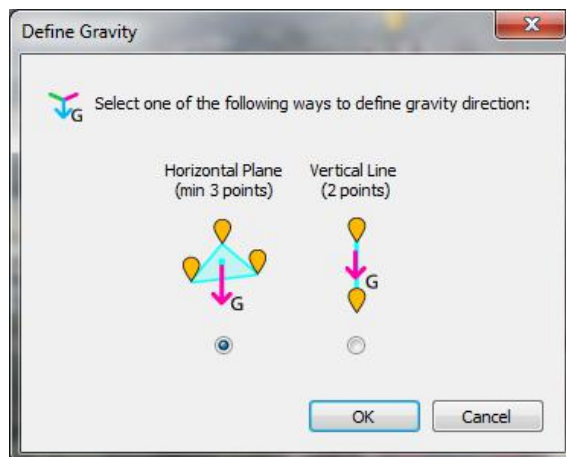 Define Gravity
G Select one of the following ways to define gravity direction:
Horizontal Plane Vertical Line
(min 3 points) (2 points)
G G
OK Cancel